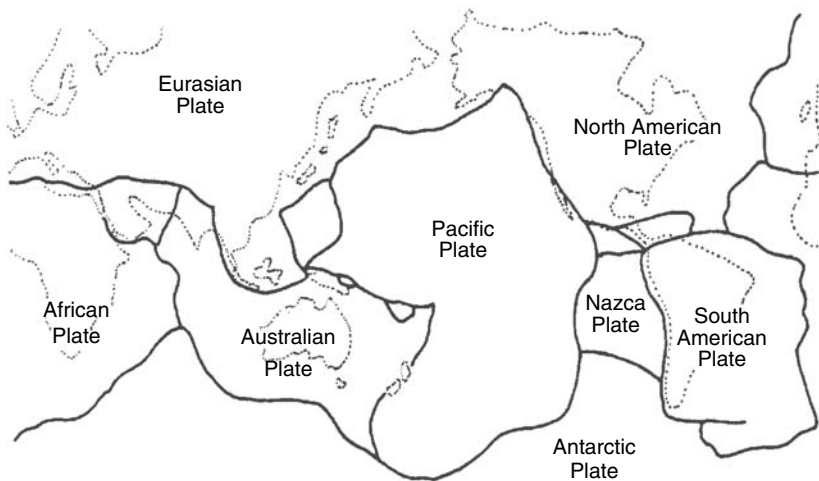 Eurasian
Plate
North American
Plate
Pacific
Plate
African
Plate
Australian
Plate
Nazca
Plate
South
American
Plate
Antarctic
Plate